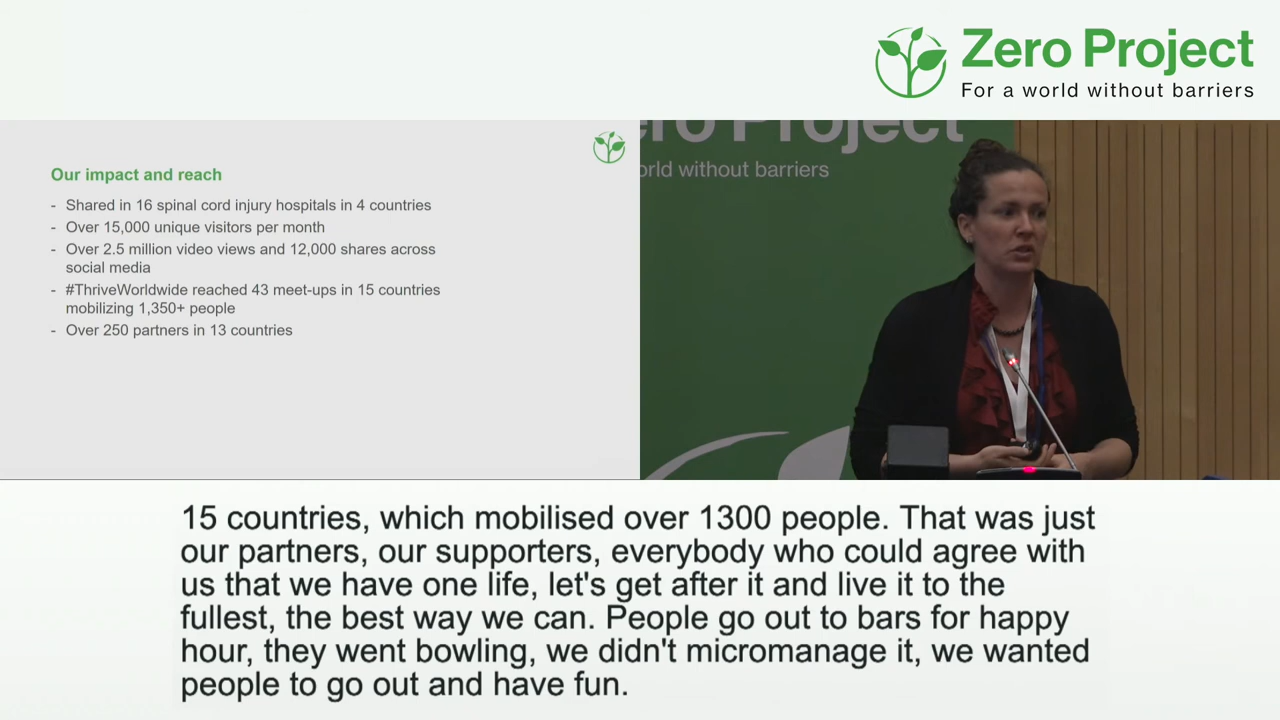 Zero Project
For a world without barriers
Our impact and reach
- Shared in 16 spinal cord injury hospitals in 4 countries
- Over 15,000 unique visitors per month
- Over 2.5 million video views and 12,000 shares across
social media
- #ThriveWorldwide reached 43 meet-ups in 15 countries
mobilizing 1,350+ people
- Over 250 partners in 13 countries
ero Project
orld without barriers
15 countries, which mobilised over 1300 people. That was just
our partners, our supporters, everybody who could agree with
us that we have one life, let's get after it and live it to the
fullest, the best way we can. People go out to bars for happy
hour, they went bowling, we didn't micromanage it, we wanted
people to go out and have fun.